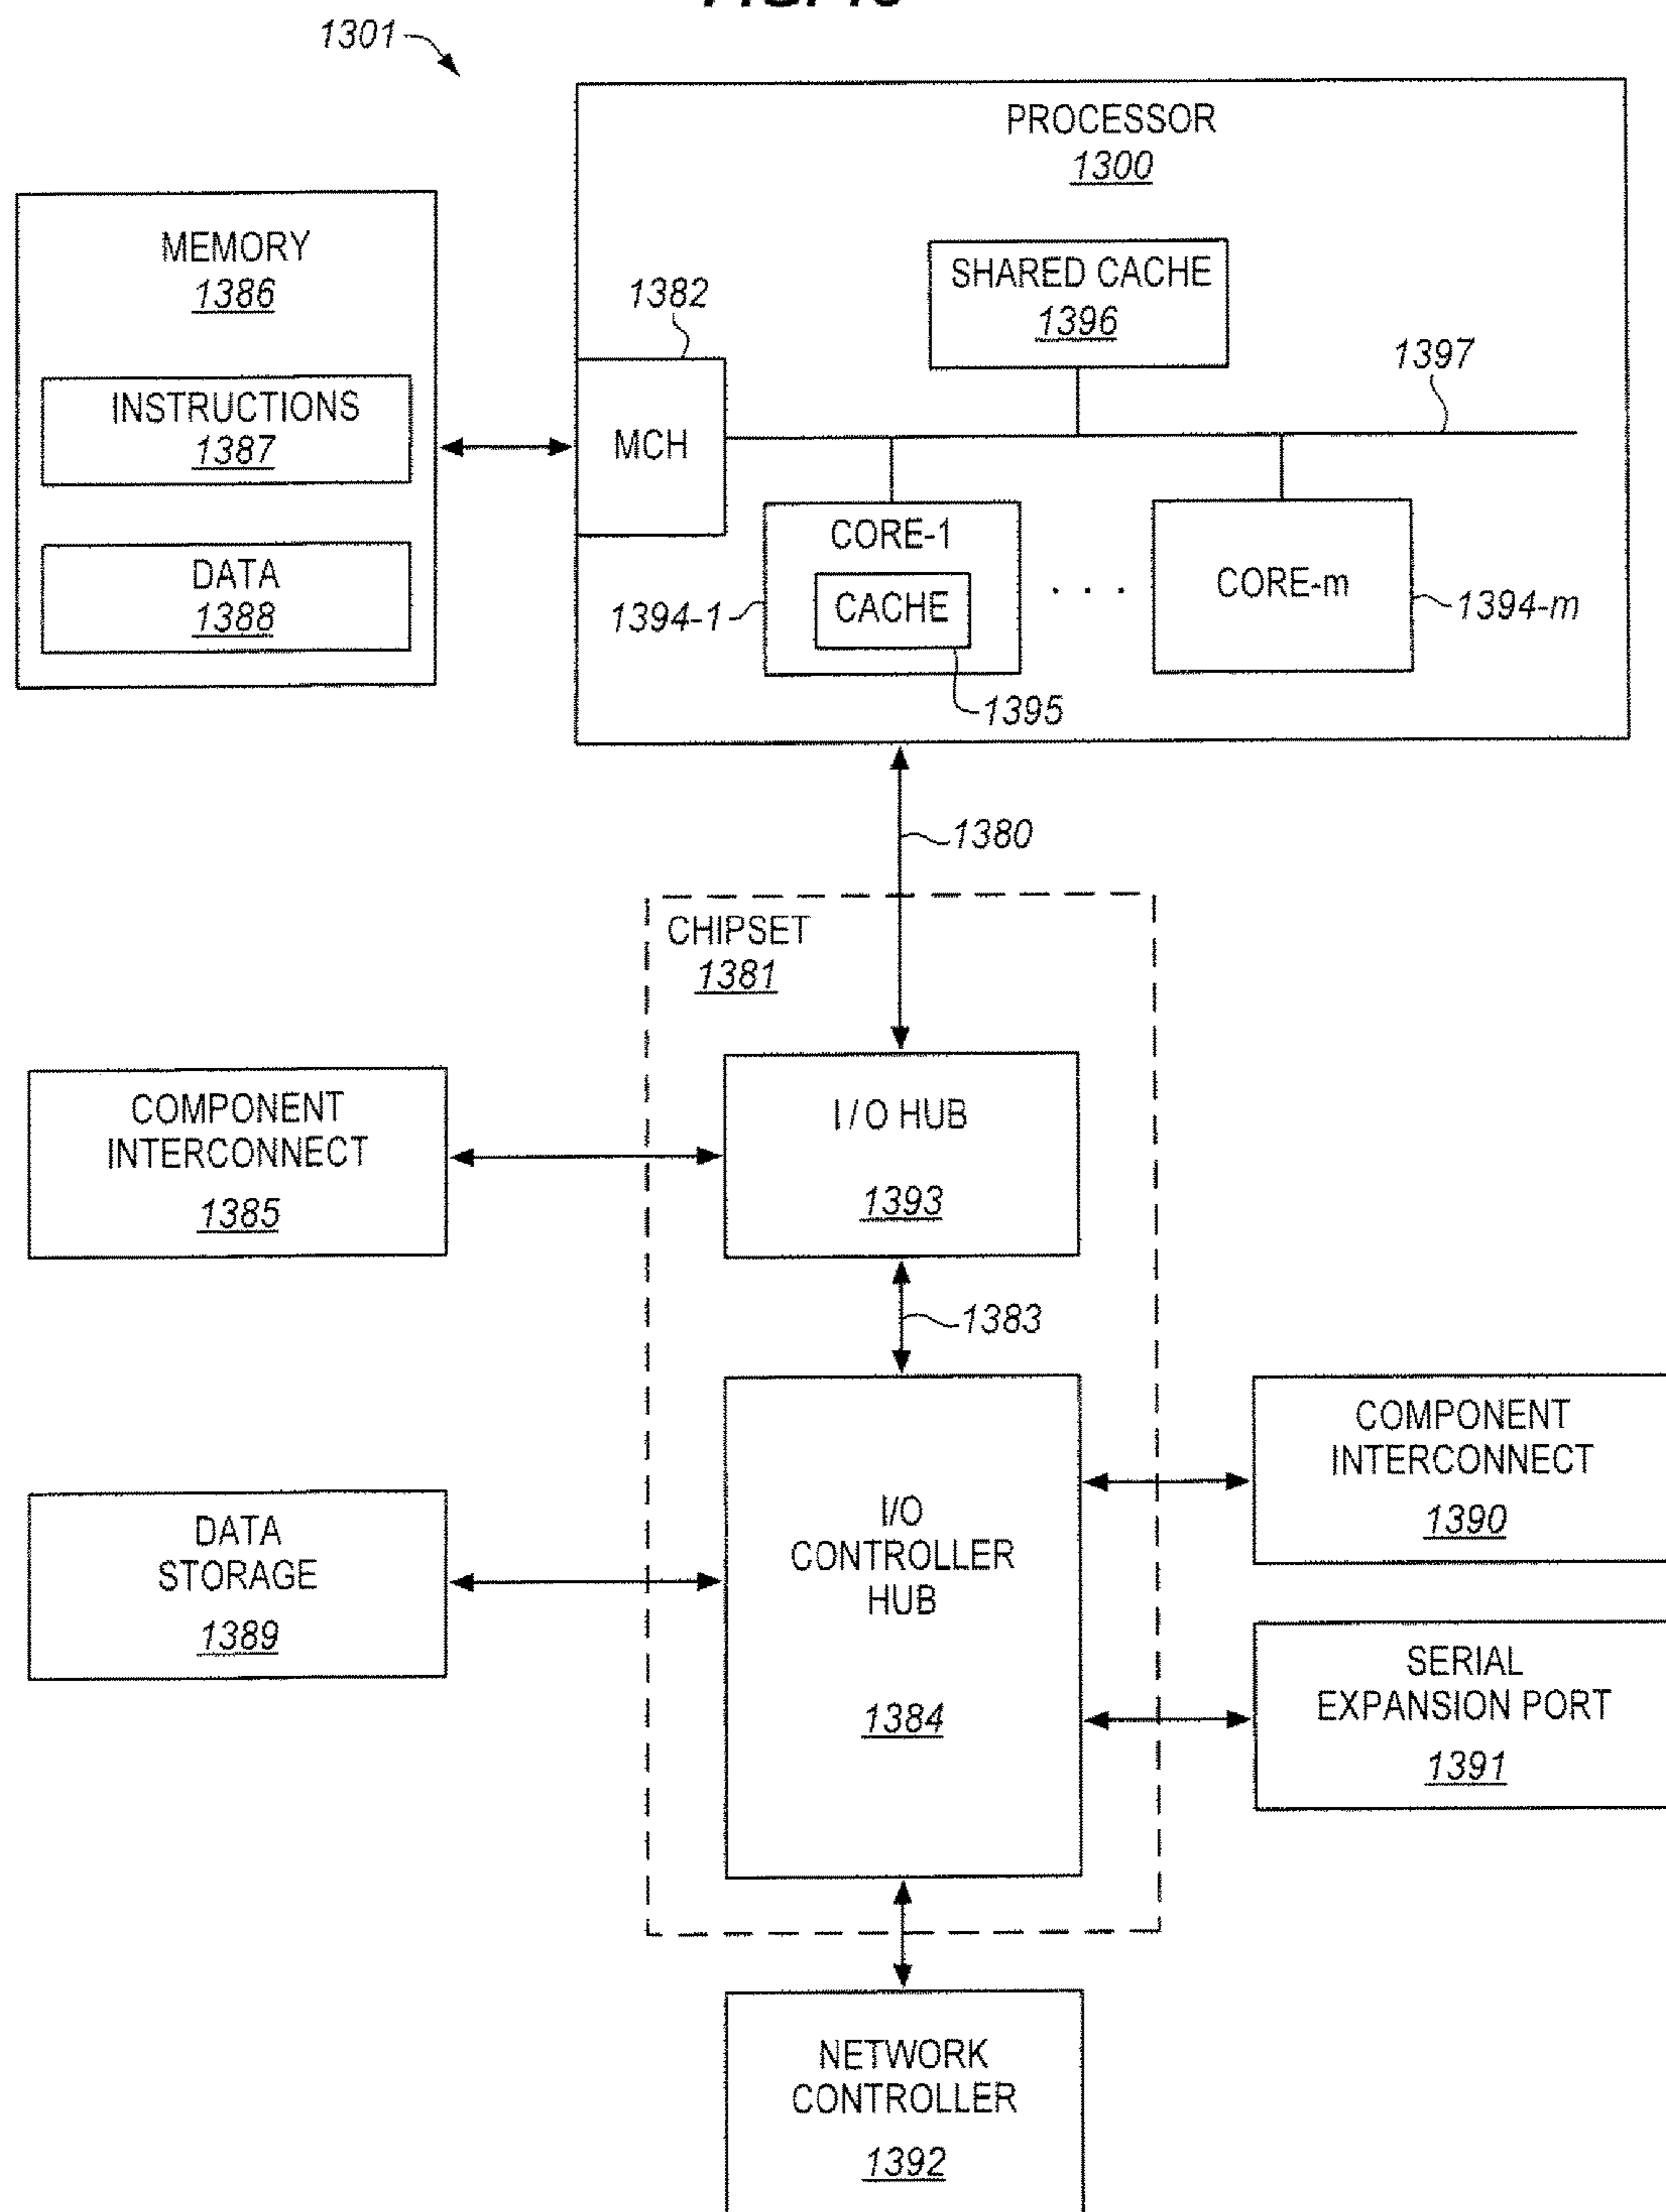 1301
PROCESSOR
1300
MEMORY
1386
SHARED CACHE
1396
1382
1397
INSTRUCTIONS
1387
MCH
CORE-1
CACHE
1394-1
. . .
CORE-m
1394-m
DATA
1388
1395
1380
CHIPSET
1381
COMPONENT
INTERCONNECT
1385
I/O HUB
1393
1383
COMPONENT
INTERCONNECT
1390
DATA
STORAGE
1389
I/O
CONTROLLER
HUB
1384
SERIAL
EXPANSION PORT
1391
NETWORK
CONTROLLER
1392